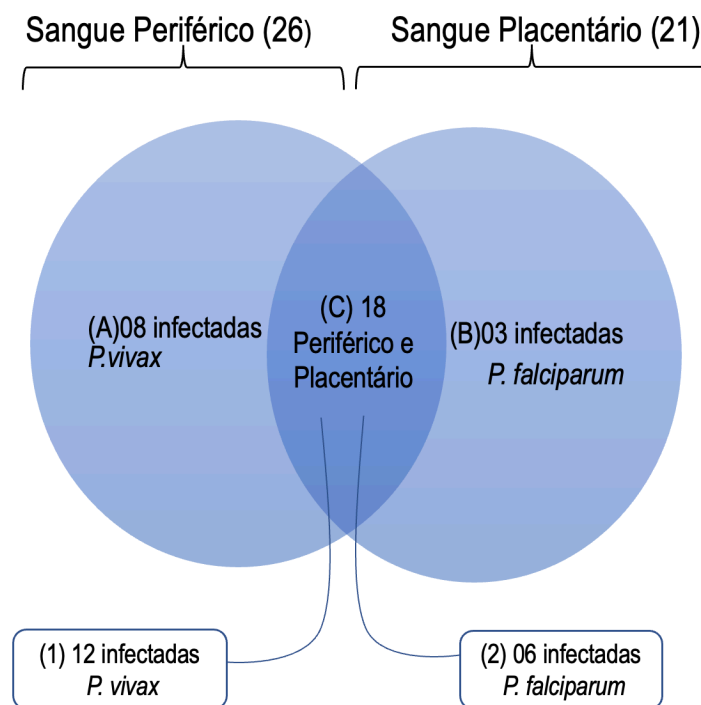 Sangue Periférico (26)
Sangue Placentário (21)
(A)08 infectadas
P.vivax
(C) 18
Periférico e
Placentário
(B)03 infectadas
P. falciparum
(1) 12 infectadas
P. vivax
(2) 06 infectadas
P. falciparum